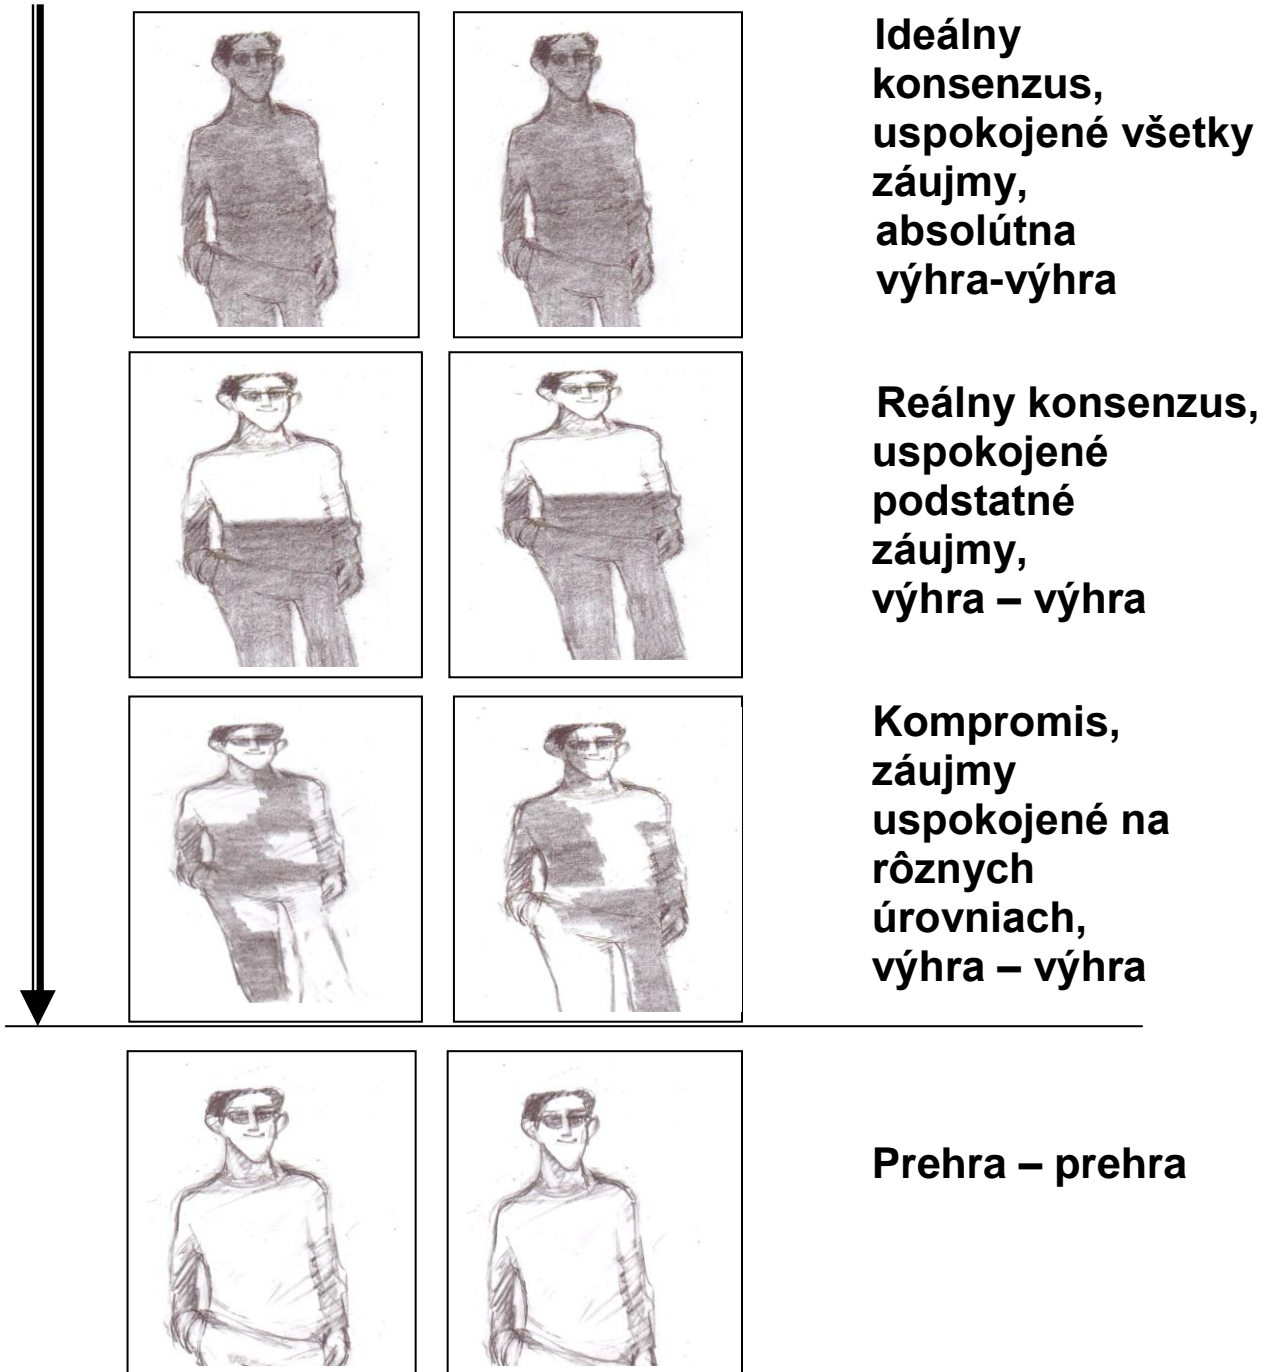 Ideálny
konsenzus,
uspokojené všetky
záujmy,
absolútna
výhra-výhra
Reálny konsenzus,
uspokojené
podstatné
záujmy,
výhra – výhra
Kompromis,
záujmy
uspokojené na
rôznych
úrovniach,
výhra – výhra
Prehra – prehra